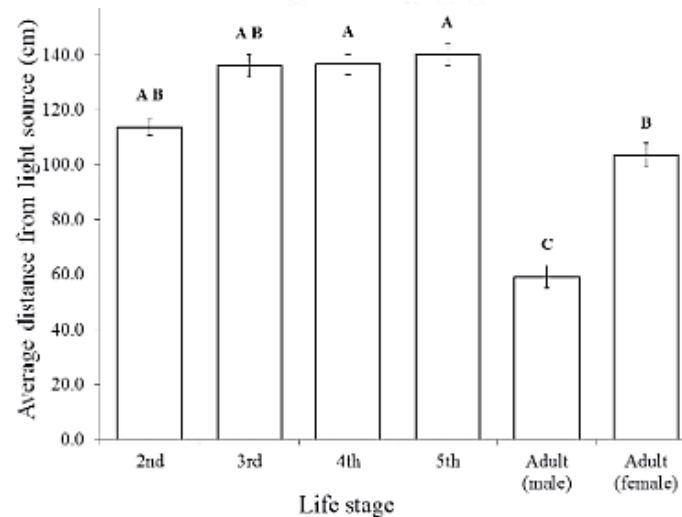 Average distance from light source (cm)
140.0
120.0
100.0
80.0
60.0
40.0
20.0
0.0
A B
A B
A
A
C
B
2nd
3rd
4th
5th
Adult
(male)
Adult
(female)
Life stage